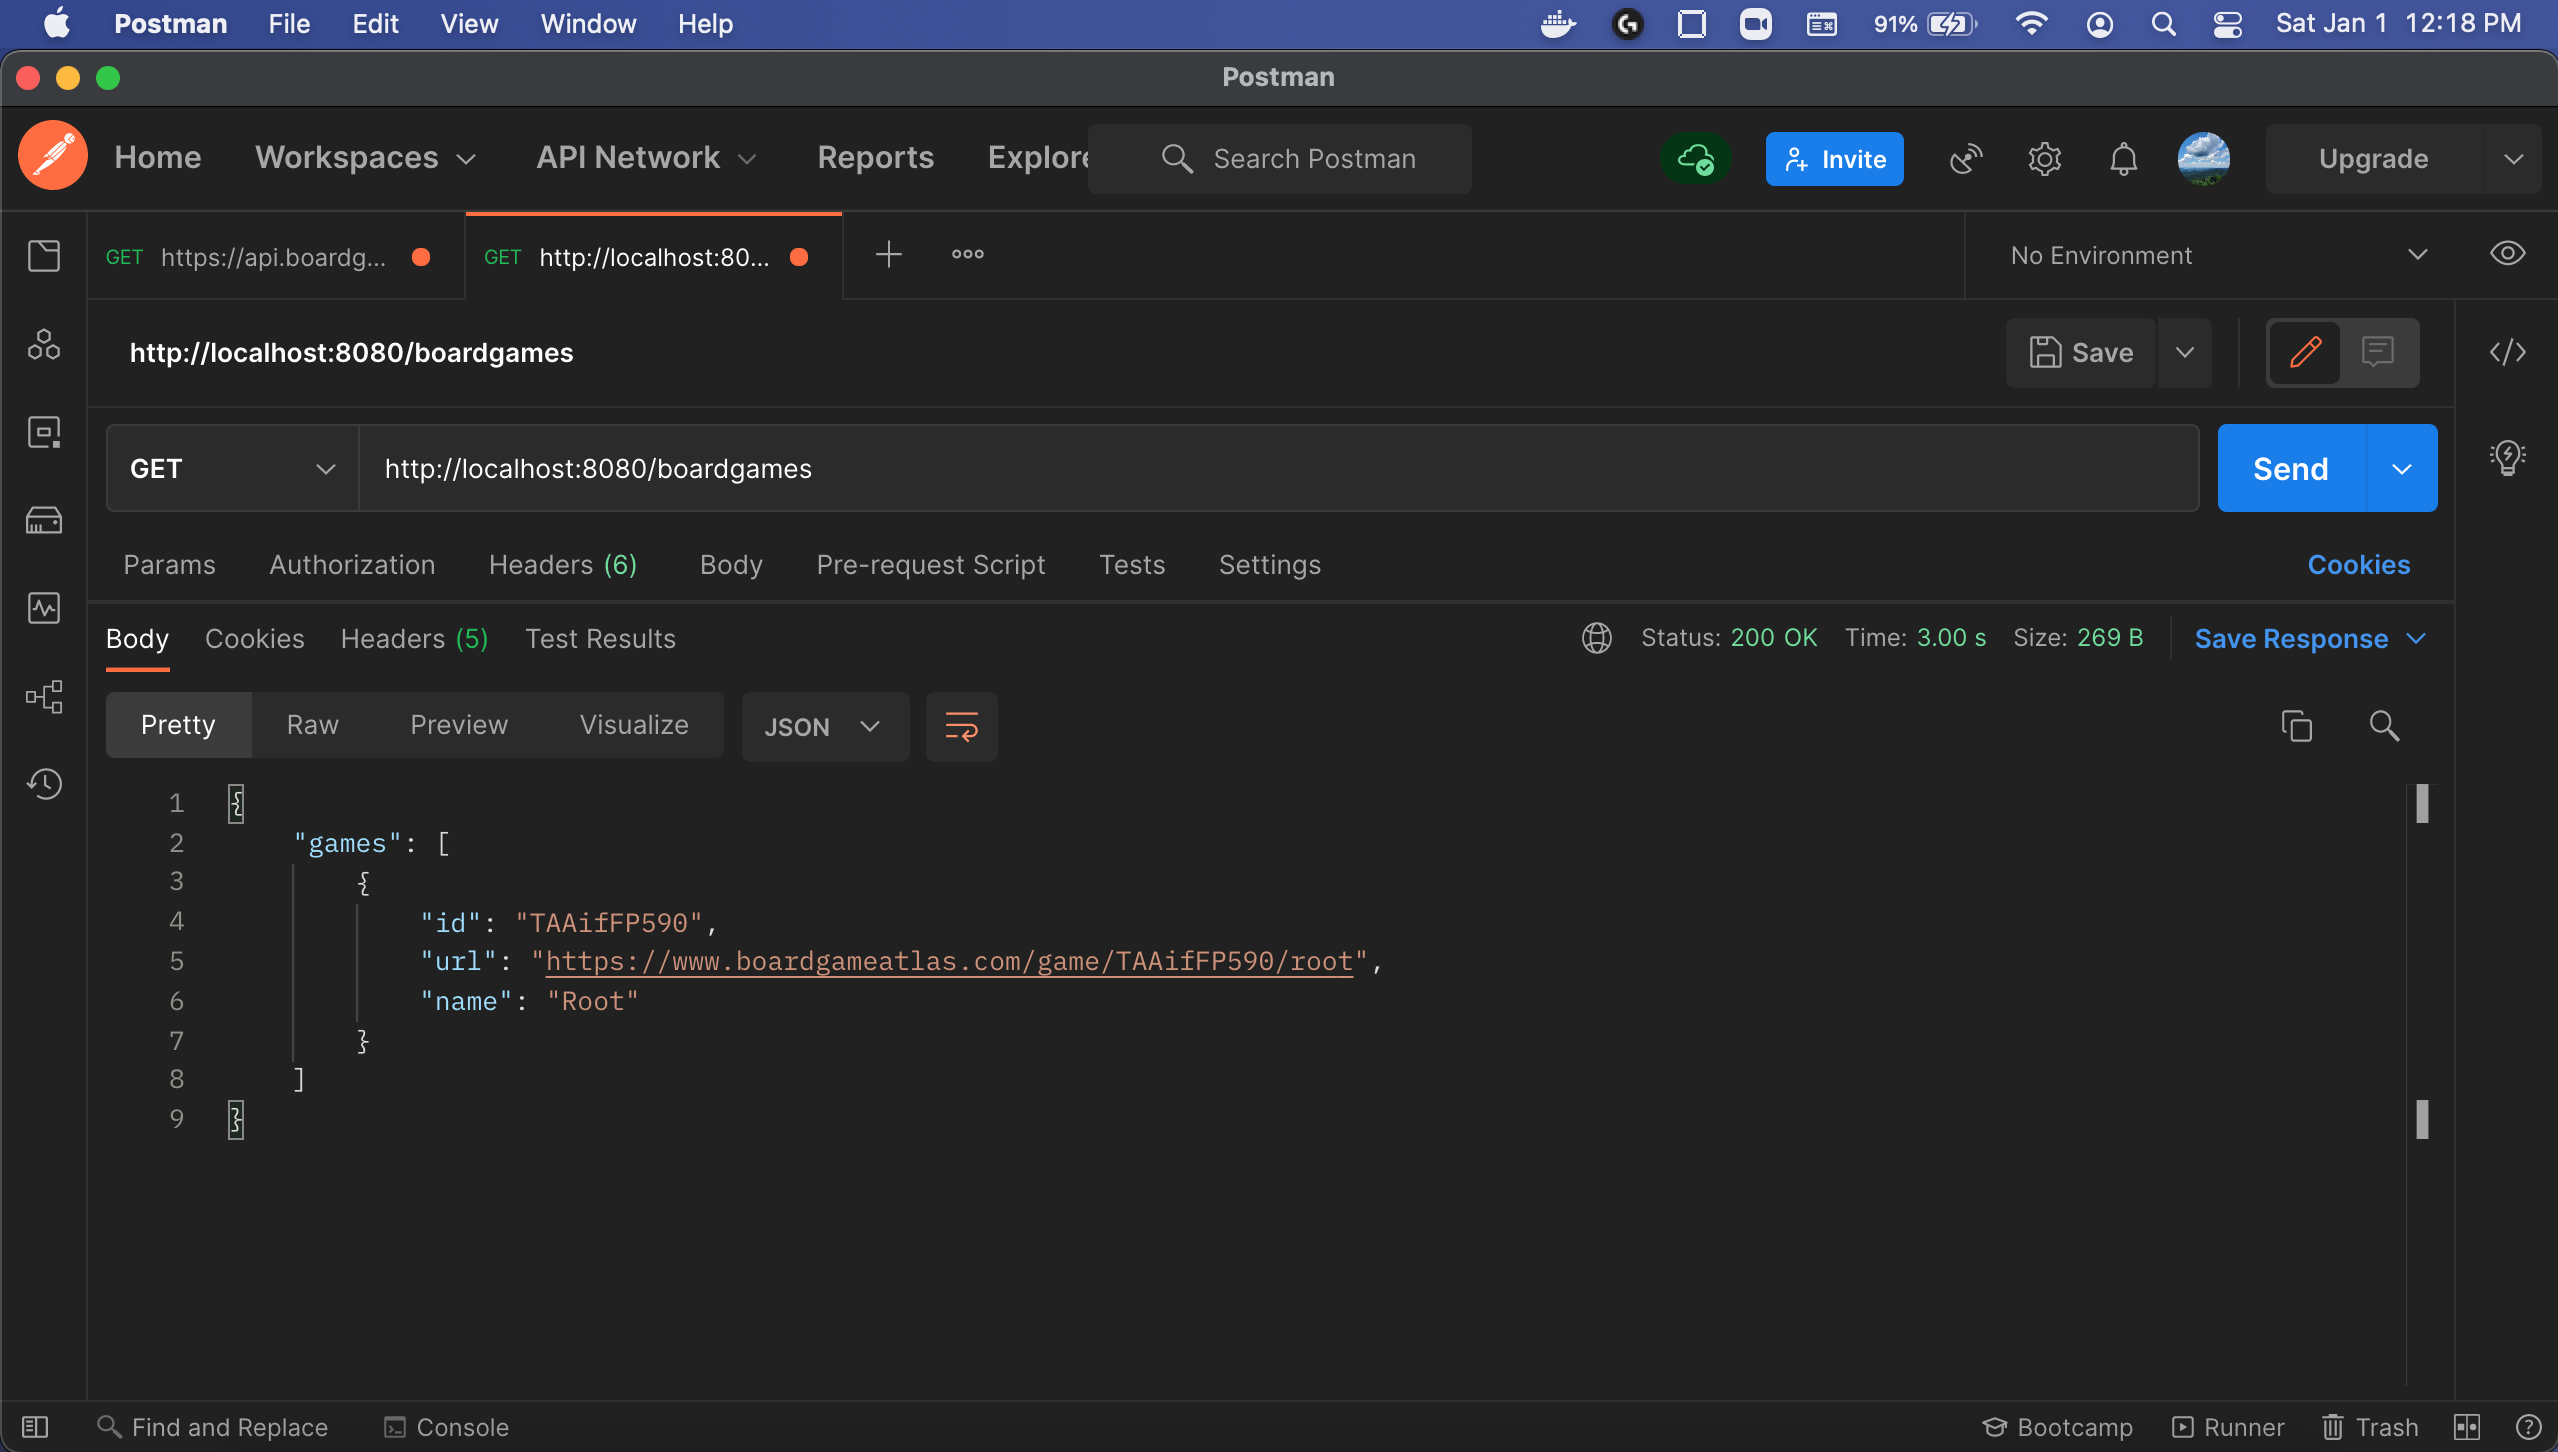 Postman File Edit View Window Help 91% Sat Jan 1 12:18 PM
Postman
Home Workspaces API Network Reports Explore Search Postman Invite Upgrade
GET https://api.boardg... GET http://localhost:80... No Environment
http://localhost:8080/boardgames Save
GET http://localhost:8080/boardgames Send
Params Authorization Headers (6) Body Pre-request Script Tests Settings Cookies
Body Cookies Headers (5) Test Results Status: 200 OK Time: 3.00 s Size: 269 B Save Response
Pretty Raw Preview Visualize JSON
1 {
2 "games": [
3 {
4 "id": "TAAifFP590",
5 "url": "https://www.boardgameatlas.com/game/TAAifFP590/root",
6 "name": "Root"
7 }
8 ]
9 }
Find and Replace Console Bootcamp Runner Trash